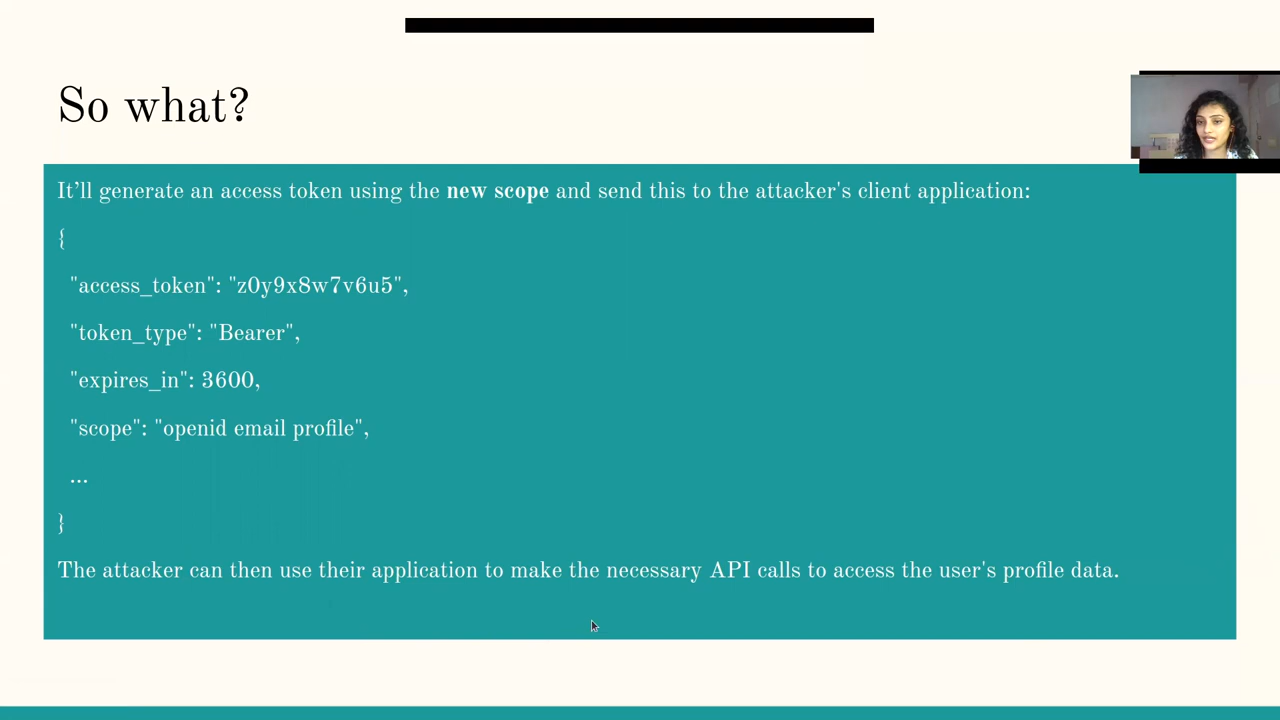 So what?
It’ll generate an access token using the new scope and send this to the attacker's client application:
{
"access_token": "z0y9x8w7v6u5",
"token_type": "Bearer",
"expires_in": 3600,
"scope": "openid email profile",
...
}
The attacker can then use their application to make the necessary API calls to access the user's profile data.